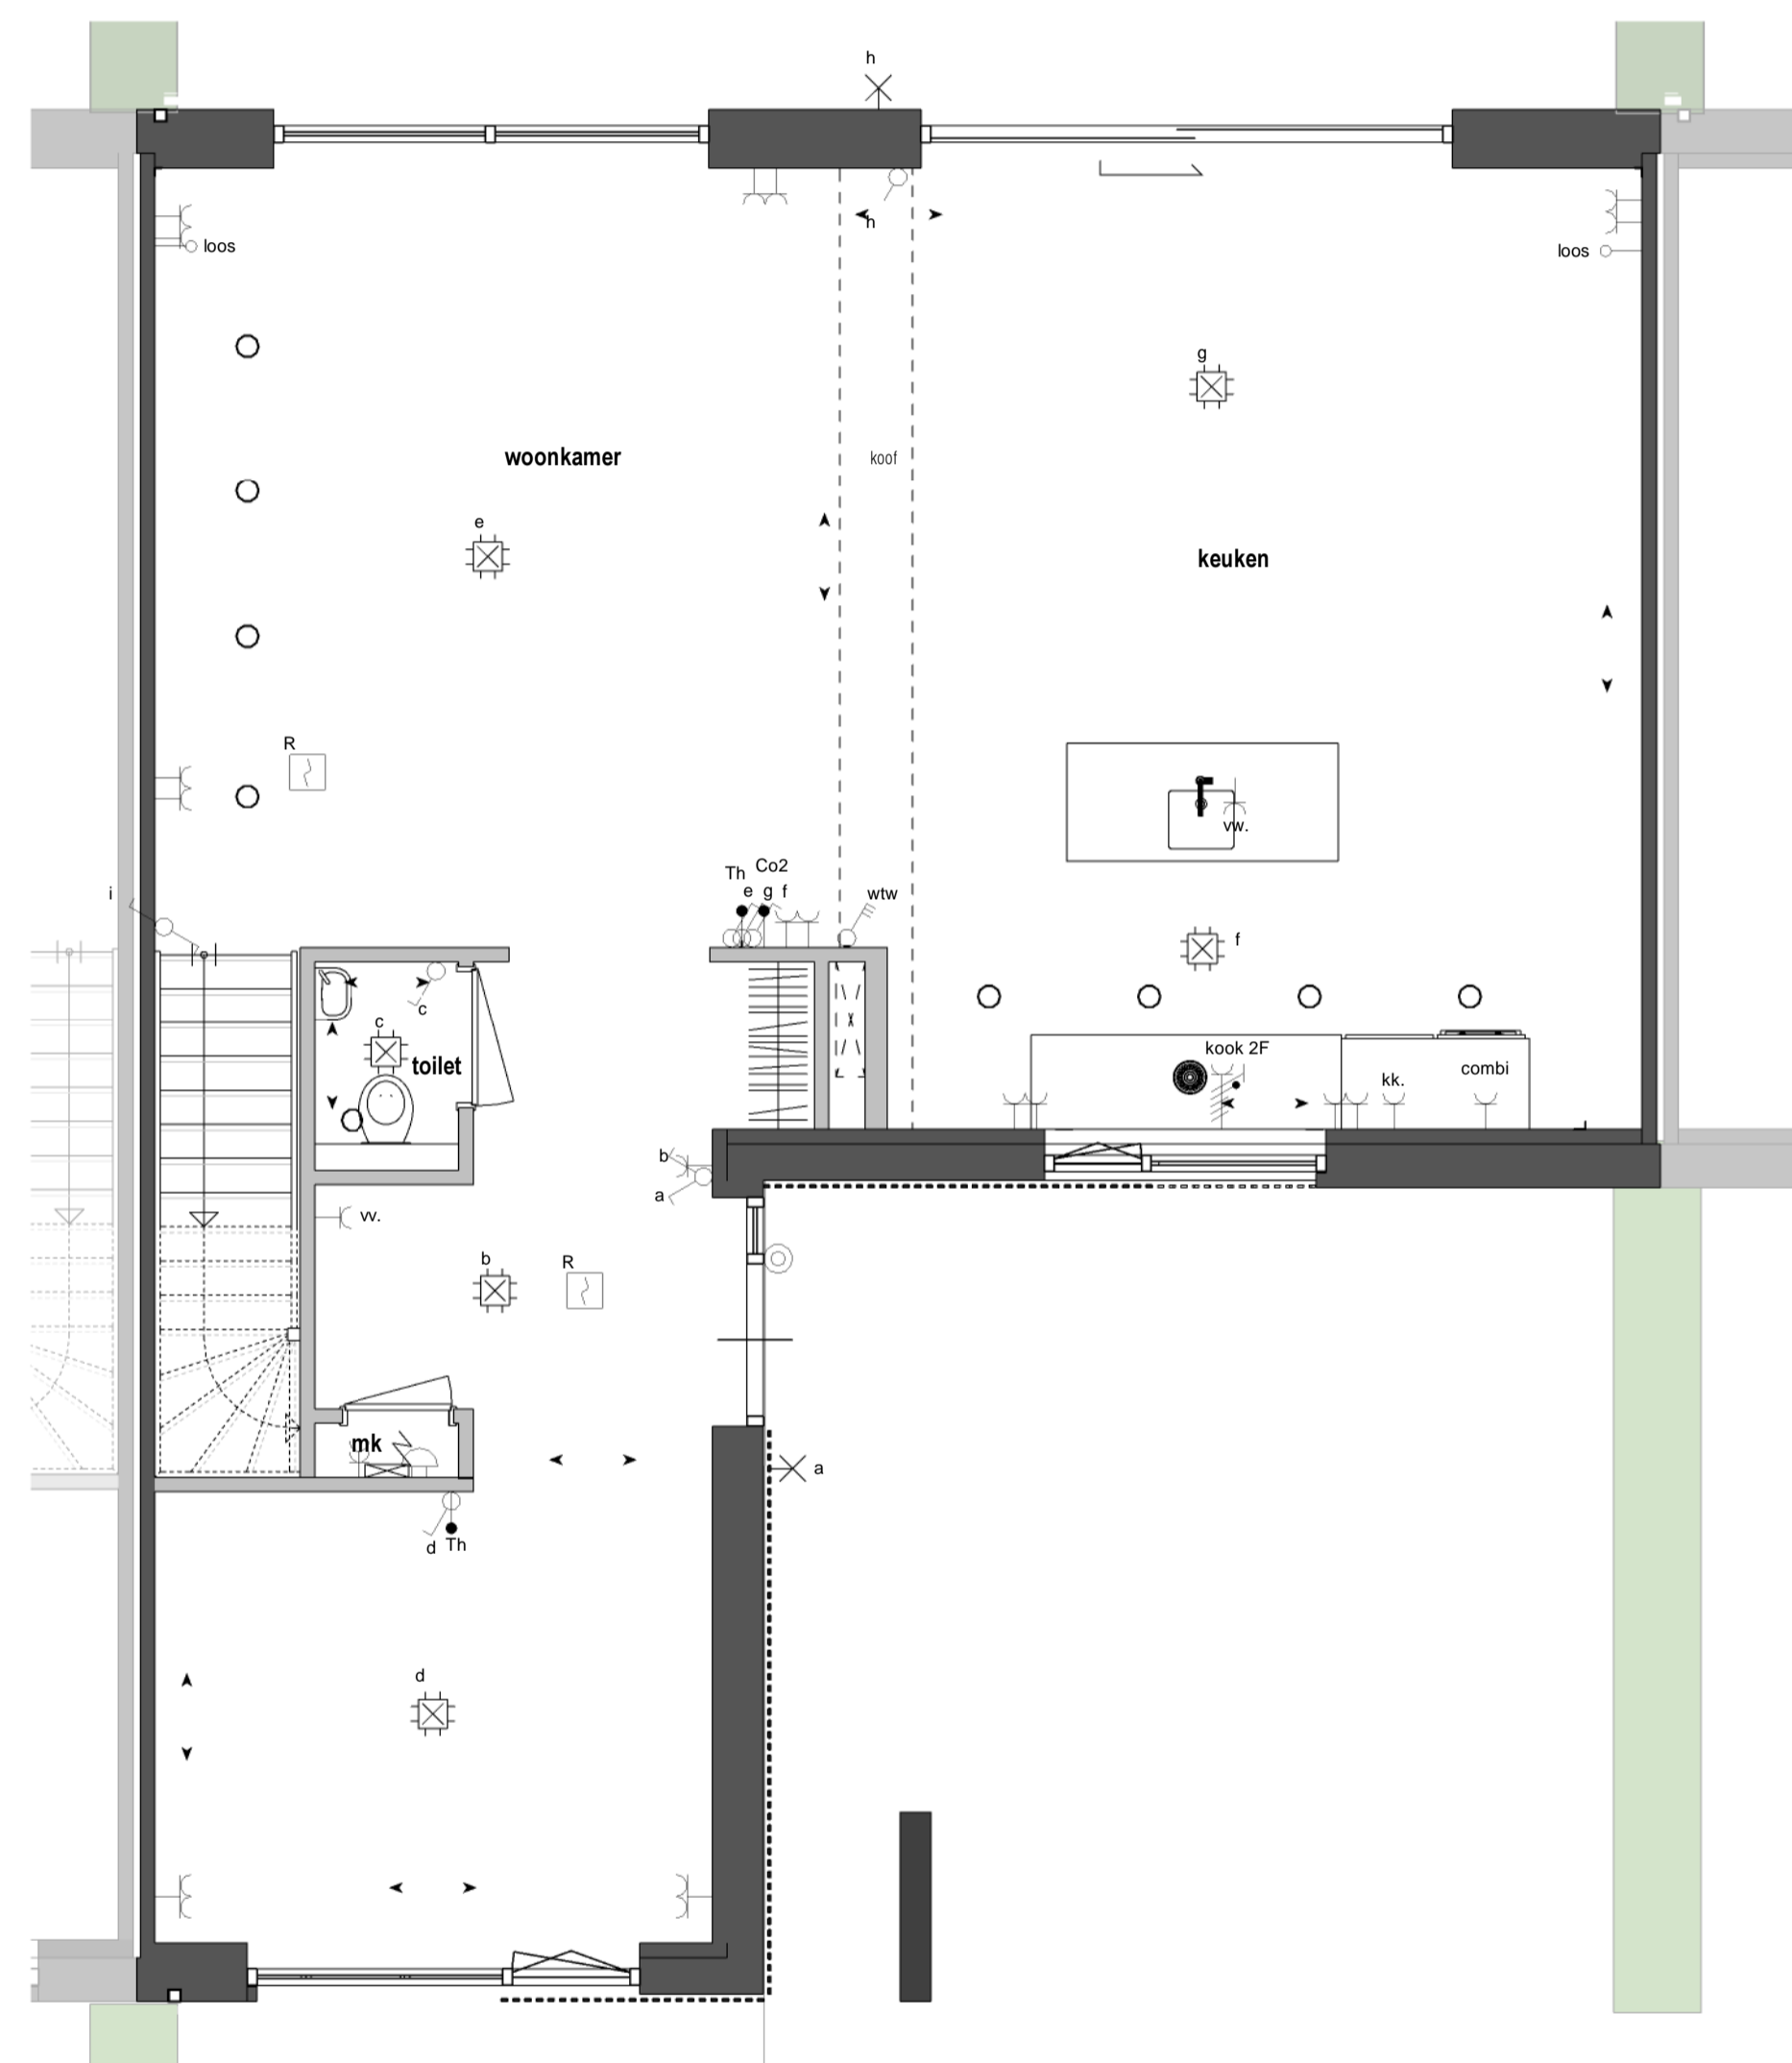 h
h
loos
loos
g
woonkamer
koof
e
keuken
R
vw.
Co2
Th
e g f
wtw
i
f
c
c
toilet
kook 2F
kk.
combi
b
a
vv.
b
R
mk
a
d Th
d